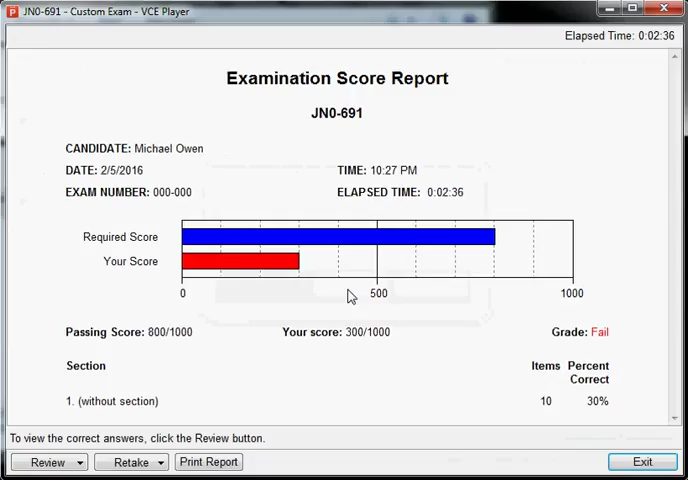 JN0-691 - Custom Exam - VCE Player
Elapsed Time: 0:02:36
Examination Score Report
JN0-691
CANDIDATE: Michael Owen
DATE: 2/5/2016 TIME: 10:27 PM
EXAM NUMBER: 000-000 ELAPSED TIME: 0:02:36
Required Score
Your Score
0 500 1000
Passing Score: 800/1000 Your score: 300/1000 Grade: Fail
Section Items Percent
Correct
1. (without section) 10 30%
To view the correct answers, click the Review button.
Review Retake Print Report Exit